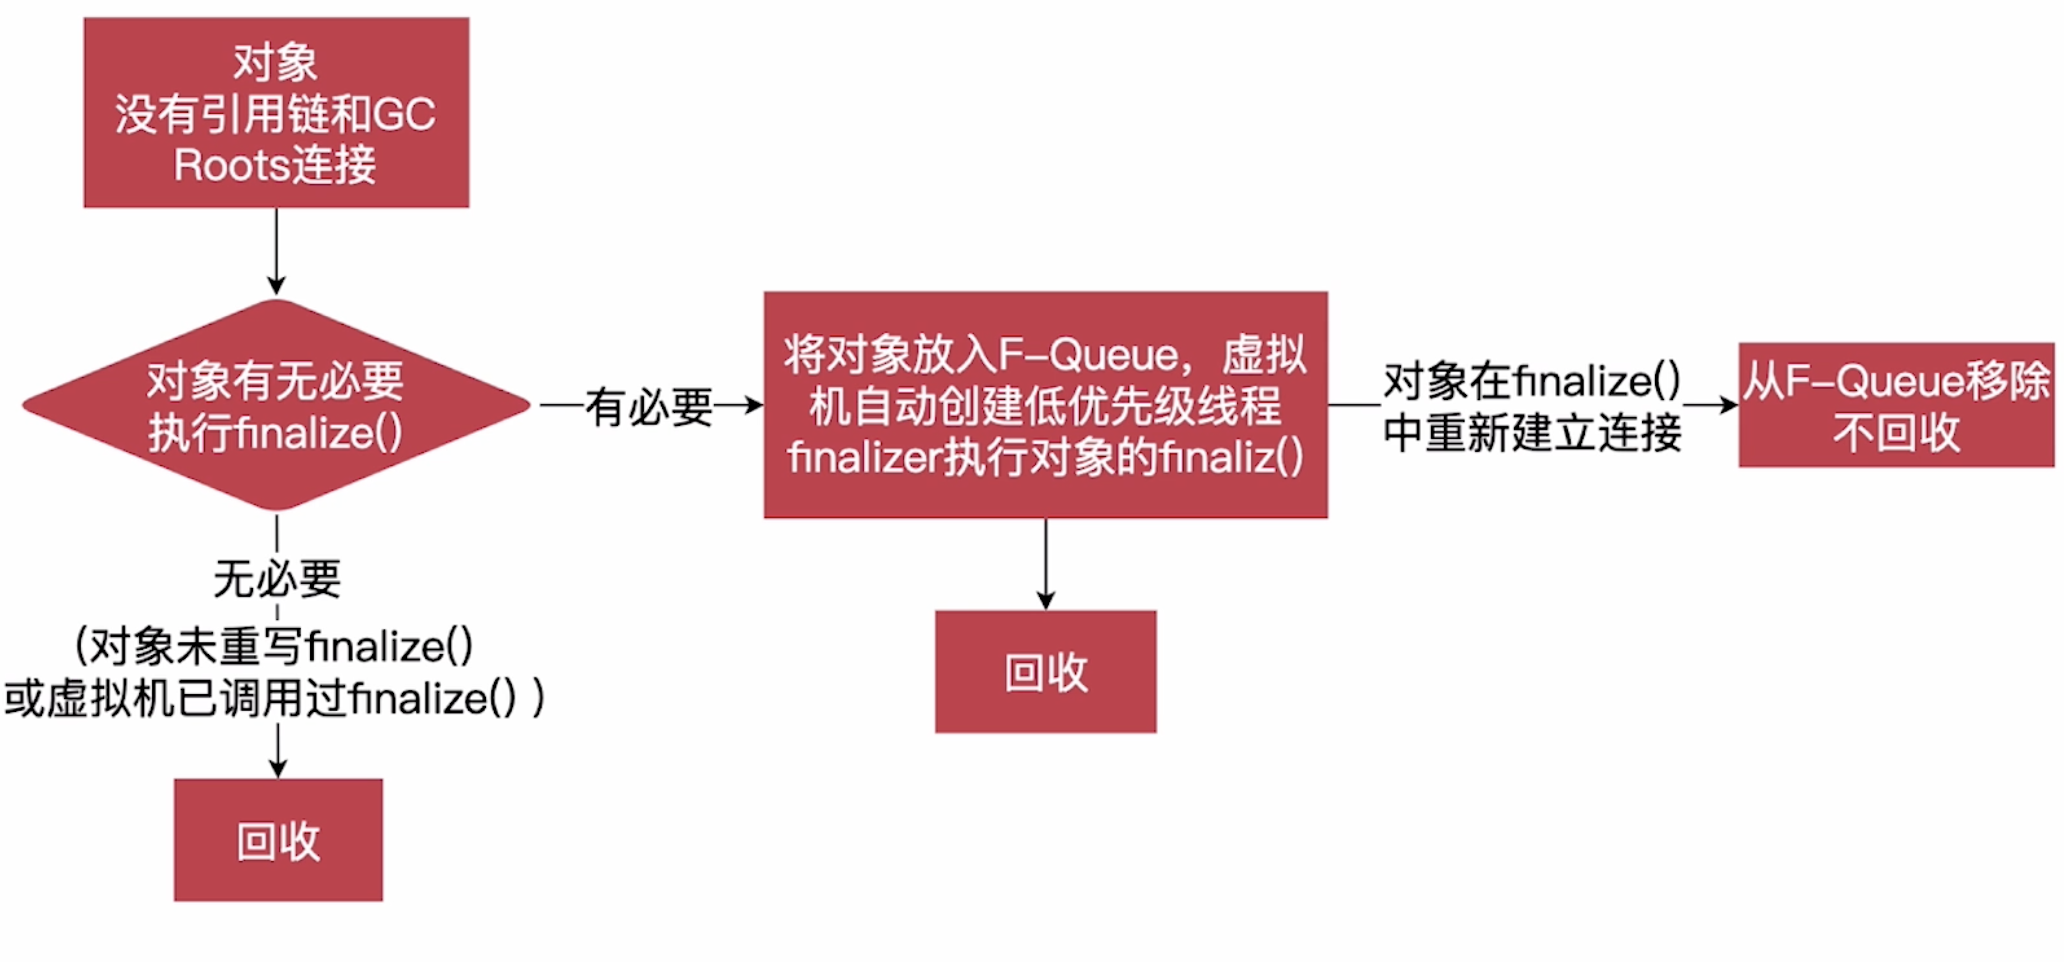 对象
没有引用链和GC
Roots连接
对象有无必要
执行finalize()
有必要
将对象放入F-Queue，虚拟
机自动创建低优先级线程
finalizer执行对象的finaliz()
对象在finalize()
中重新建立连接
从F-Queue移除
不回收
无必要
（对象未重写finalize()
或虚拟机已调用过finalize() ）
回收
回收